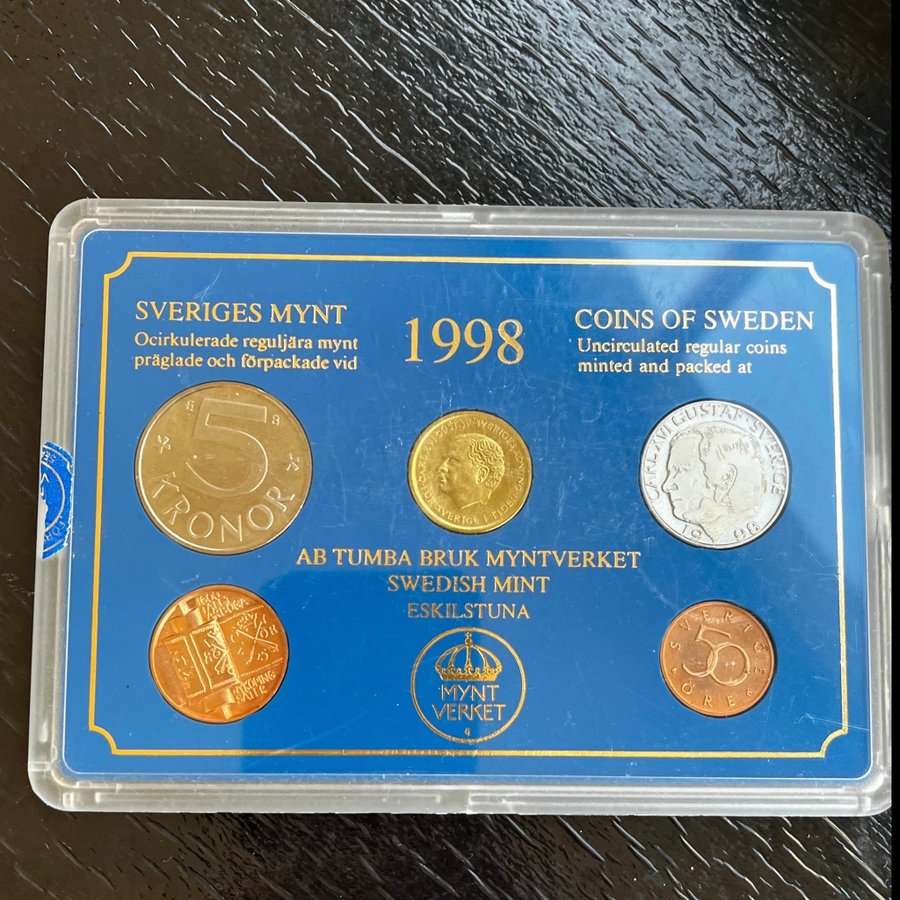 SVERIGES MYNT
Ocirkulerade reguljära mynt
präglade och förpackade vid
1998
COINS OF SWEDEN
Uncirculated regular coins
minted and packed at
5
KRONOR
CARL XVI GUSTAF · SVERIGE
19 98
AB TUMBA BRUK MYNTVERKET
SWEDISH MINT
ESKILSTUNA
NYKÖPING
SÄTER
SVERIGE
50
ÖRE
MYNT
VERKET